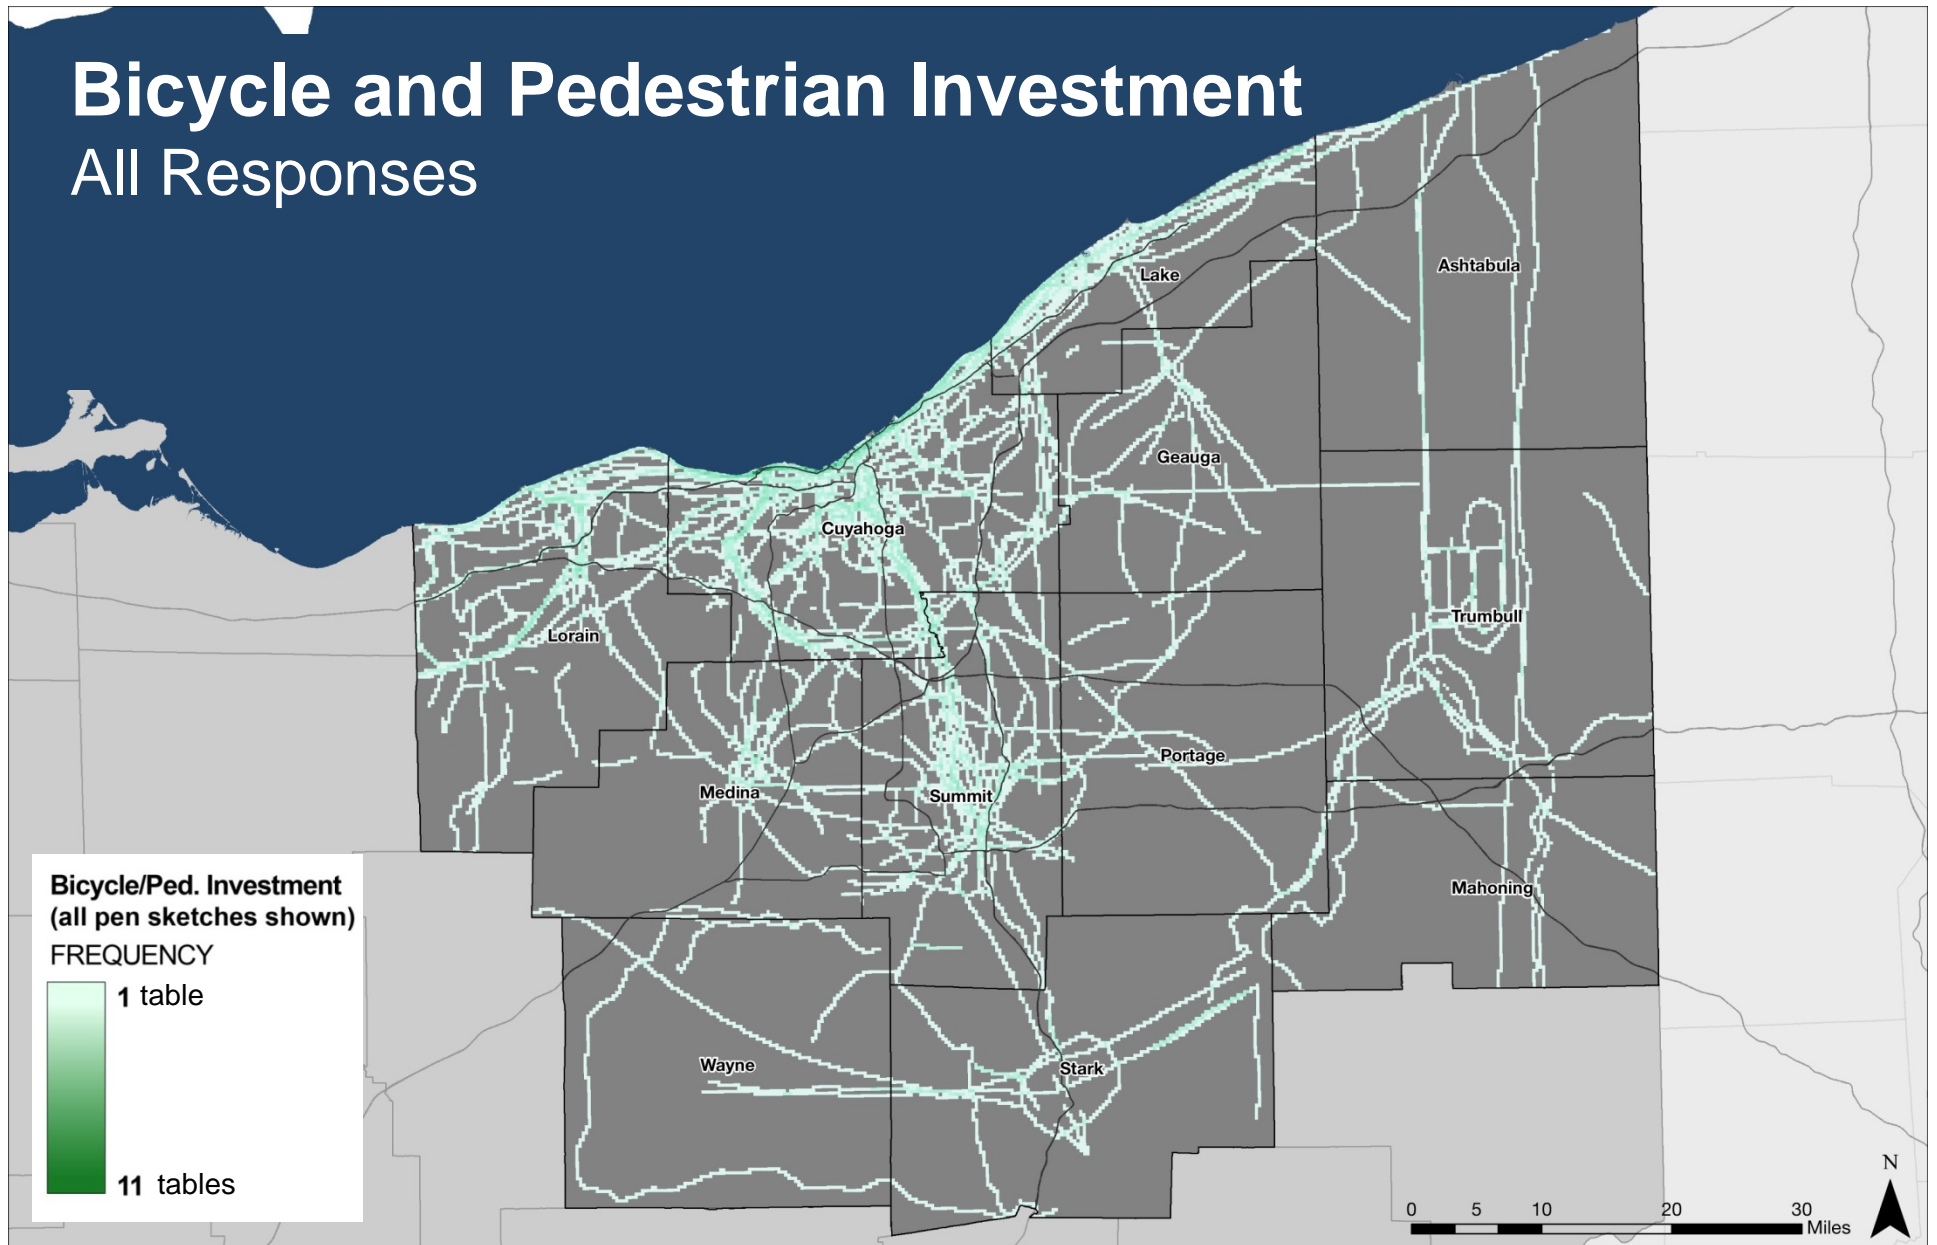 Bicycle and Pedestrian Investment
All Responses
Lake
Ashtabula
Geauga
Cuyahoga
Trumbull
Lorain
Portage
Medina
Summit
Mahoning
Wayne
Stark
Bicycle/Ped. Investment
(all pen sketches shown)
FREQUENCY
1 table
11 tables
N
0 5 10 20 30
Miles